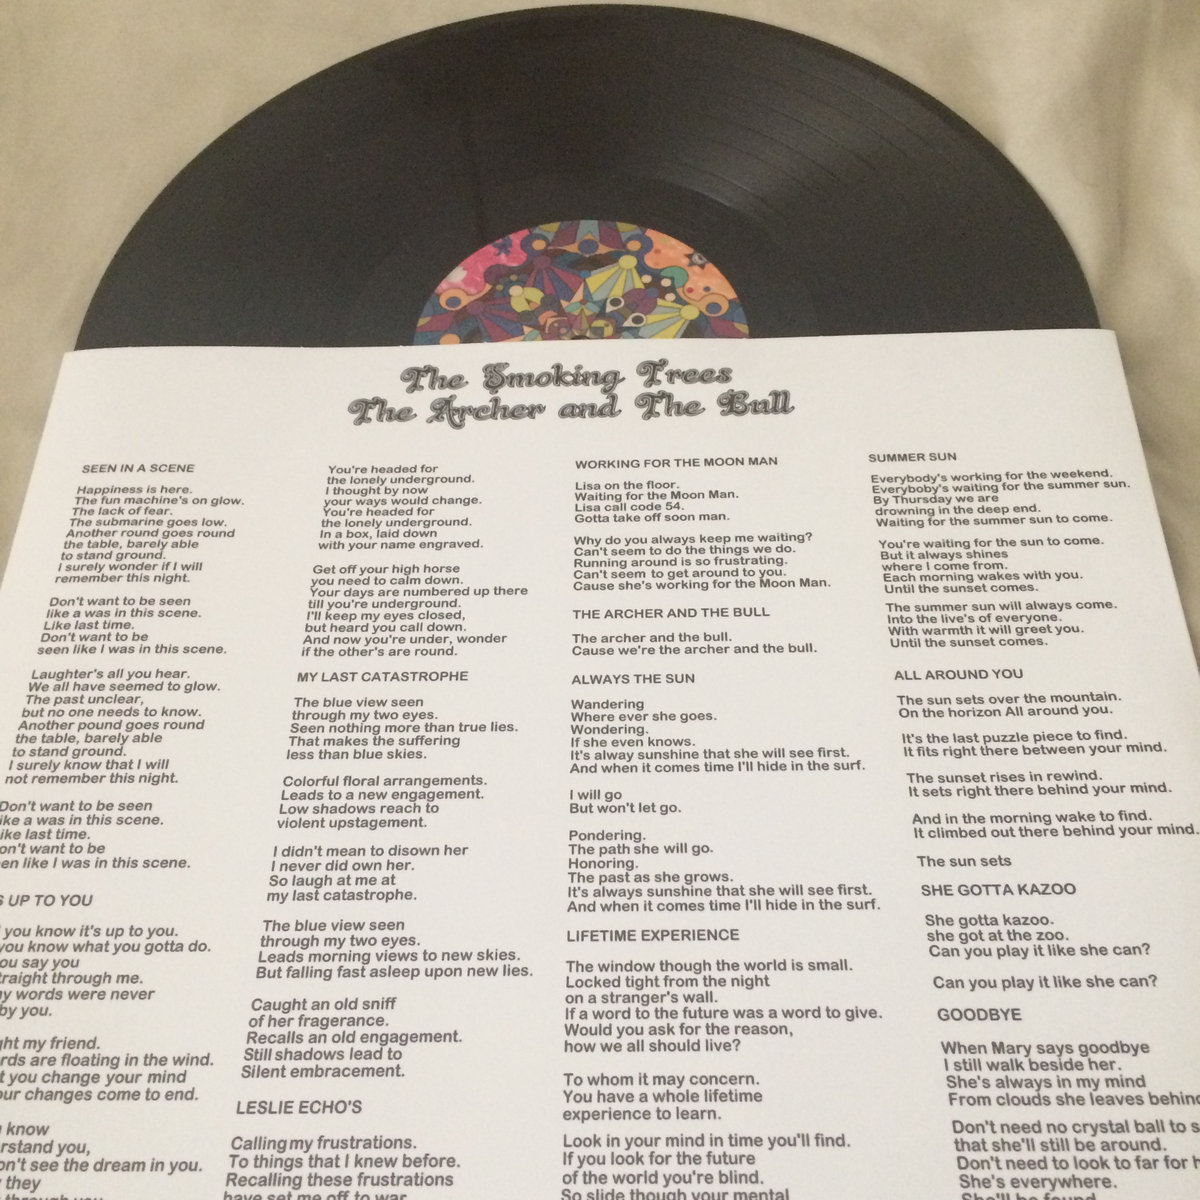 The Smoking Trees
The Archer and The Bull
SEEN IN A SCENE
Happiness is here.
The fun machine's on glow.
The lack of fear.
The submarine goes low.
Another round goes round
the table, barely able
to stand ground.
I surely wonder if I will
remember this night.
Don't want to be seen
like a was in this scene.
Like last time.
Don't want to be
seen like I was in this scene.
Laughter's all you hear.
We all have seemed to glow.
The past unclear,
but no one needs to know.
Another pound goes round
the table, barely able
to stand ground.
I surely know that I will
not remember this night.
Don't want to be seen
ike a was in this scene.
ike last time.
on't want to be
en like I was in this scene.
S UP TO YOU
you know it's up to you.
you know what you gotta do.
ou say you
traight through me.
y words were never
by you.
ght my friend.
rds are floating in the wind.
t you change your mind
our changes come to end.
know
rstand you,
on't see the dream in you.
they
through you
You're headed for
the lonely underground.
I thought by now
your ways would change.
You're headed for
the lonely underground.
In a box, laid down
with your name engraved.
Get off your high horse
you need to calm down.
Your days are numbered up there
till you're underground.
I'll keep my eyes closed,
but heard you call down.
And now you're under, wonder
if the other's are round.
MY LAST CATASTROPHE
The blue view seen
through my two eyes.
Seen nothing more than true lies.
That makes the suffering
less than blue skies.
Colorful floral arrangements.
Leads to a new engagement.
Low shadows reach to
violent upstagement.
I didn't mean to disown her
I never did own her.
So laugh at me at
my last catastrophe.
The blue view seen
through my two eyes.
Leads morning views to new skies.
But falling fast asleep upon new lies.
Caught an old sniff
of her fragerance.
Recalls an old engagement.
Still shadows lead to
Silent embracement.
LESLIE ECHO'S
Calling my frustrations.
To things that I knew before.
Recalling these frustrations
have set me off to war
WORKING FOR THE MOON MAN
Lisa on the floor.
Waiting for the Moon Man.
Lisa call code 54.
Gotta take off soon man.
Why do you always keep me waiting?
Can't seem to do the things we do.
Running around is so frustrating.
Can't seem to get around to you.
Cause she's working for the Moon Man.
THE ARCHER AND THE BULL
The archer and the bull.
Cause we're the archer and the bull.
ALWAYS THE SUN
Wandering
Where ever she goes.
Wondering.
If she even knows.
It's alway sunshine that she will see first.
And when it comes time I'll hide in the surf.
I will go
But won't let go.
Pondering.
The path she will go.
Honoring.
The past as she grows.
It's always sunshine that she will see first.
And when it comes time I'll hide in the surf.
LIFETIME EXPERIENCE
The window though the world is small.
Locked tight from the night
on a stranger's wall.
If a word to the future was a word to give.
Would you ask for the reason,
how we all should live?
To whom it may concern.
You have a whole lifetime
experience to learn.
Look in your mind in time you'll find.
If you look for the future
of the world you're blind.
So slide though your mental
SUMMER SUN
Everybody's working for the weekend.
Everyboby's waiting for the summer sun.
By Thursday we are
drowning in the deep end.
Waiting for the summer sun to come.
You're waiting for the sun to come.
But it always shines
where I come from.
Each morning wakes with you.
Until the sunset comes.
The summer sun will always come.
Into the live's of everyone.
With warmth it will greet you.
Until the sunset comes.
ALL AROUND YOU
The sun sets over the mountain.
On the horizon All around you.
It's the last puzzle piece to find.
It fits right there between your mind.
The sunset rises in rewind.
It sets right there behind your mind.
And in the morning wake to find.
It climbed out there behind your mind.
The sun sets
SHE GOTTA KAZOO
She gotta kazoo.
she got at the zoo.
Can you play it like she can?
Can you play it like she can?
GOODBYE
When Mary says goodbye
I still walk beside her.
She's always in my mind
From clouds she leaves behind
Don't need no crystal ball to s
that she'll still be around.
Don't need to look to far for h
She's everywhere.
She'll be found